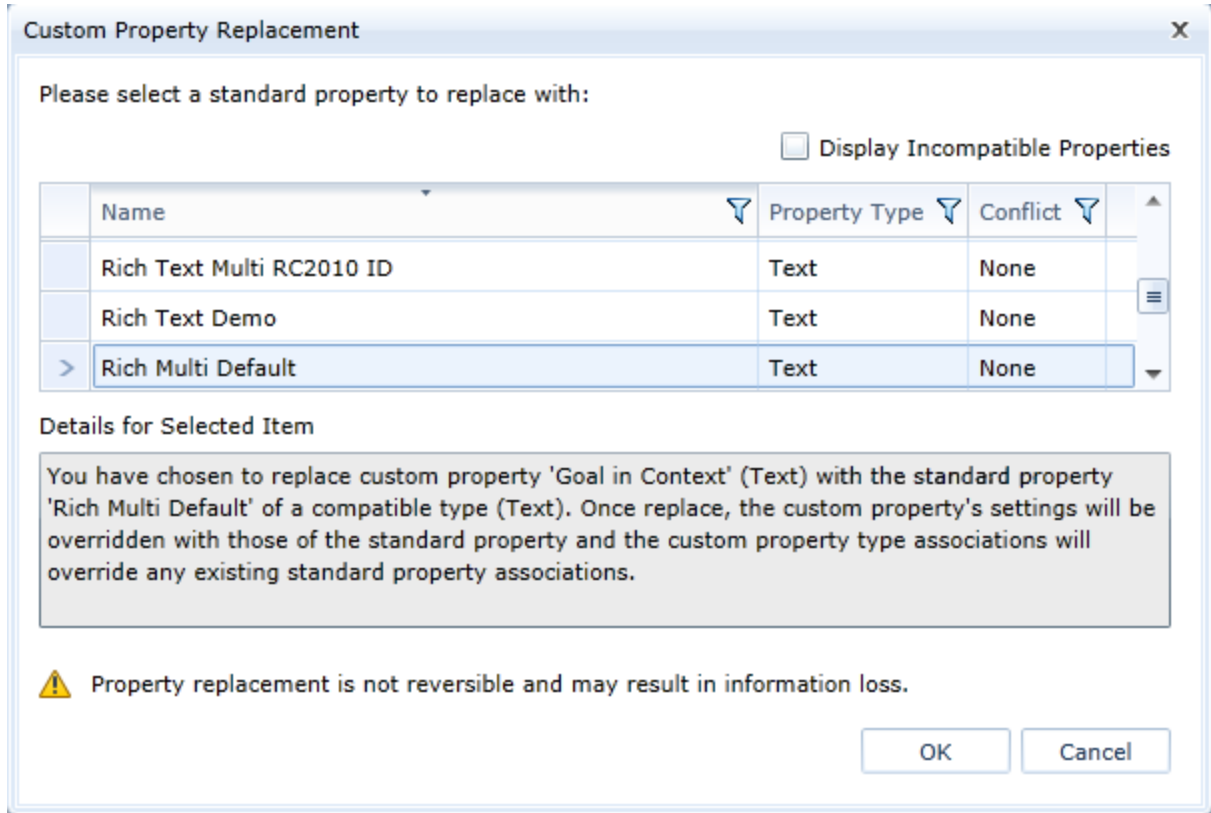 Custom Property Replacement
Please select a standard property to replace with:
Display Incompatible Properties
Name Property Type Conflict
Rich Text Multi RC2010 ID Text None
Rich Text Demo Text None
Rich Multi Default Text None
Details for Selected Item
You have chosen to replace custom property 'Goal in Context' (Text) with the standard property
'Rich Multi Default' of a compatible type (Text). Once replace, the custom property's settings will be
overridden with those of the standard property and the custom property type associations will
override any existing standard property associations.
Property replacement is not reversible and may result in information loss.
OK Cancel